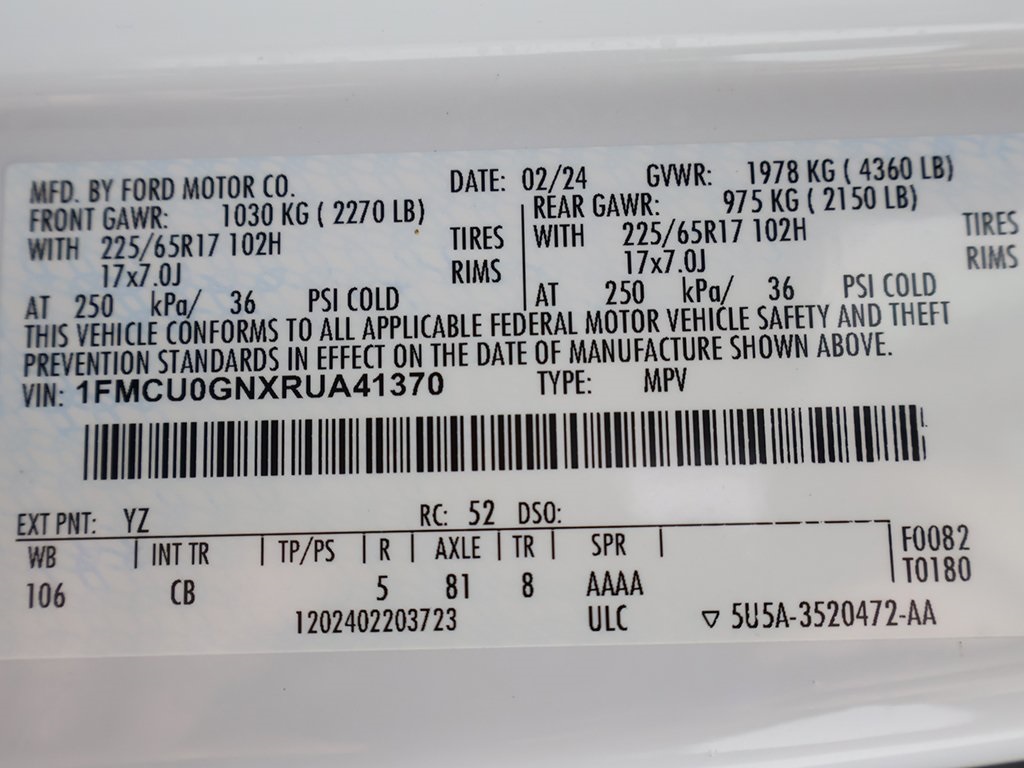 MFD. BY FORD MOTOR CO. DATE: 02/24 GVWR: 1978 KG ( 4360 LB)
FRONT GAWR: 1030 KG ( 2270 LB) REAR GAWR: 975 KG ( 2150 LB)
WITH 225/65R17 102H TIRES WITH 225/65R17 102H TIRES
17x7.0J RIMS 17x7.0J RIMS
AT 250 kPa/ 36 PSI COLD AT 250 kPa/ 36 PSI COLD
THIS VEHICLE CONFORMS TO ALL APPLICABLE FEDERAL MOTOR VEHICLE SAFETY AND THEFT
PREVENTION STANDARDS IN EFFECT ON THE DATE OF MANUFACTURE SHOWN ABOVE.
VIN: 1FMCU0GNXRUA41370 TYPE: MPV
EXT PNT: YZ RC: 52 DSO:
WB INT TR TP/PS R AXLE TR SPR F0082
106 CB 5 81 8 AAAA T0180
1202402203723 ULC ▽ 5U5A-3520472-AA